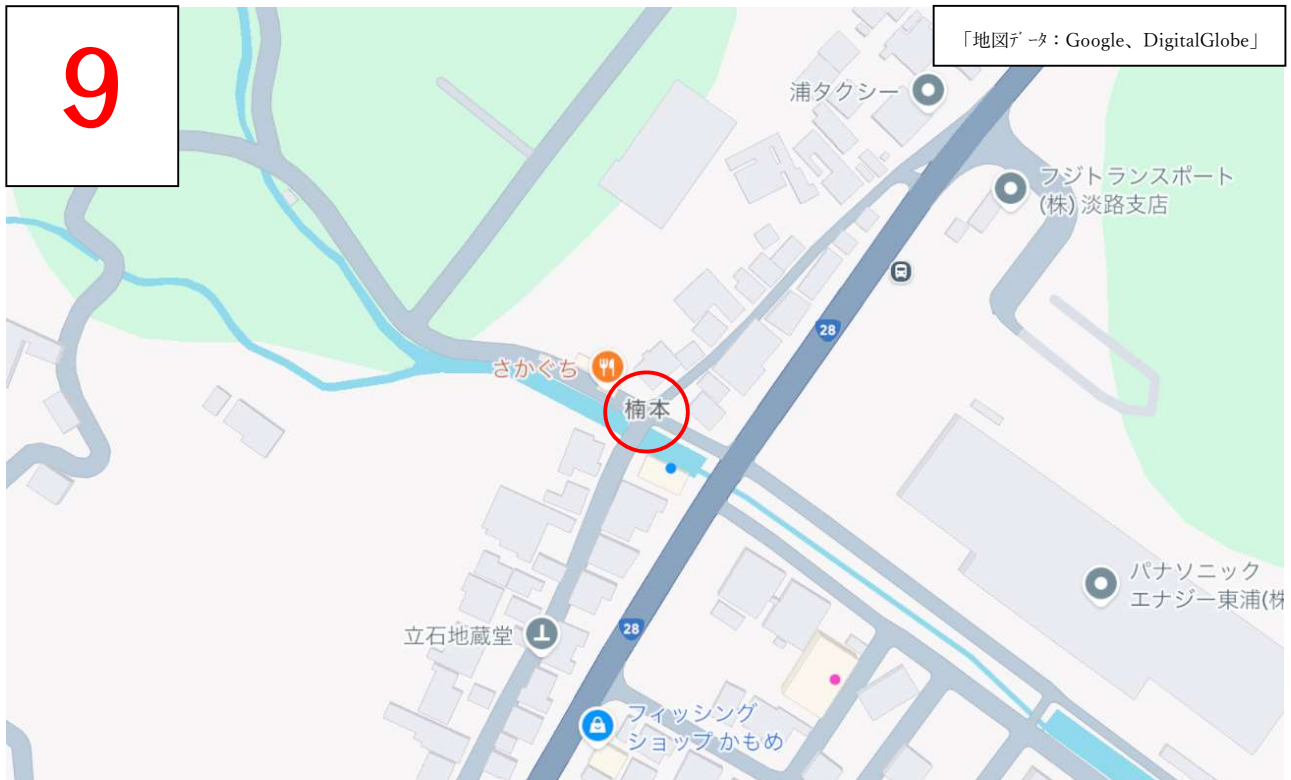 9
「地図ﾃﾞｰﾀ：Google、DigitalGlobe」
浦タクシー
フジトランスポート
(株) 淡路支店
28
さかぐち
楠本
パナソニック
エナジー東浦(株
立石地蔵堂
28
フィッシング
ショップ かもめ